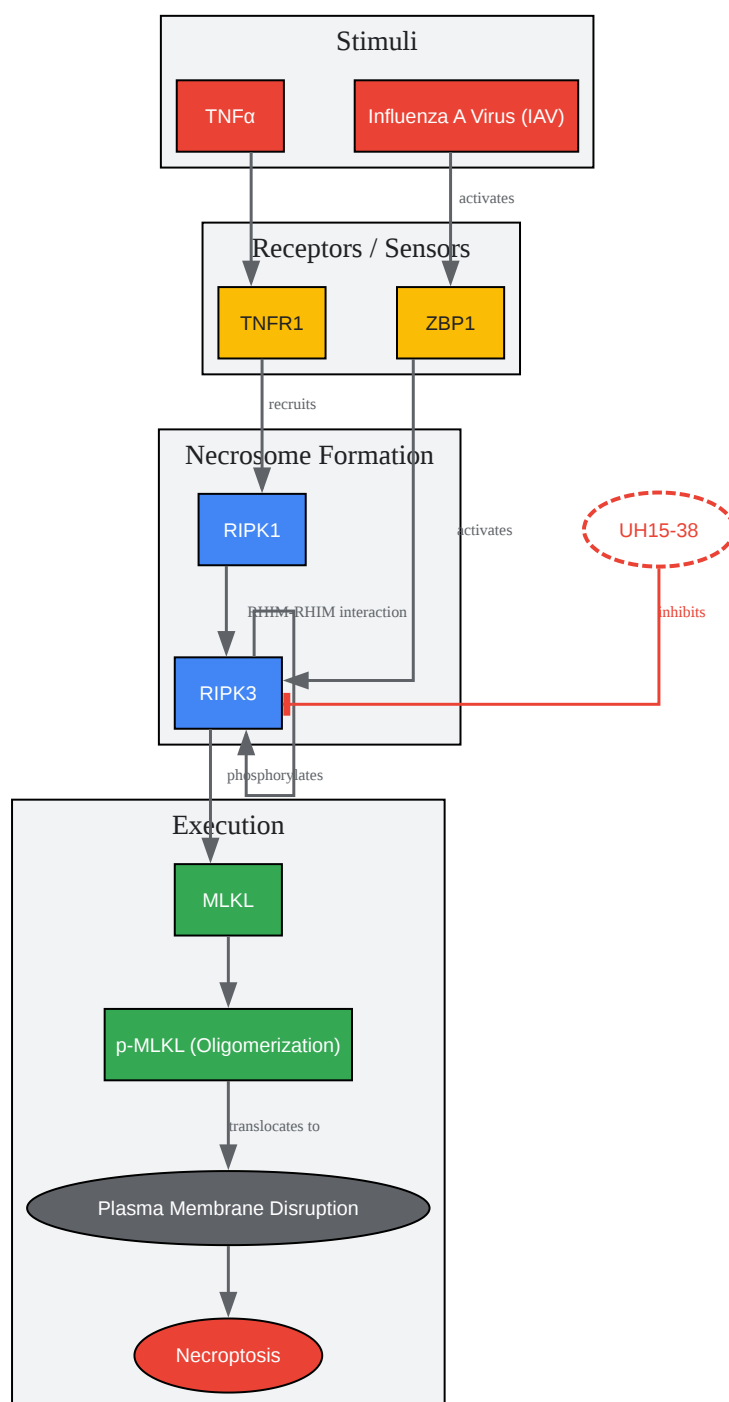 Stimuli
TNFα
Influenza A Virus (IAV)
activates
Receptors / Sensors
TNFR1
ZBP1
recruits
Necrosome Formation
RIPK1
activates
UH15-38
RHIM-RHIM interaction
inhibits
RIPK3
phosphorylates
Execution
MLKL
p-MLKL (Oligomerization)
translocates to
Plasma Membrane Disruption
Necroptosis